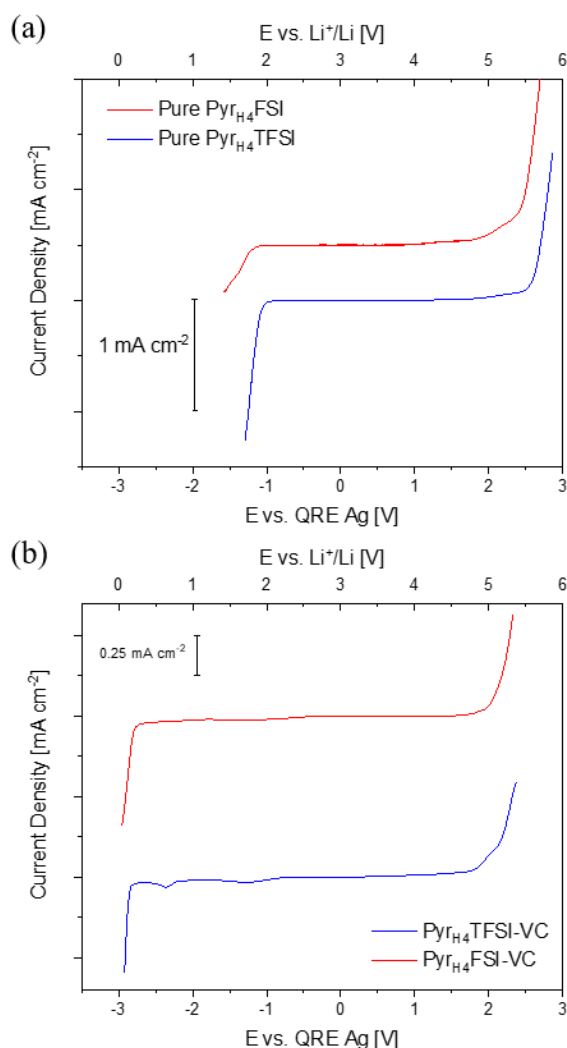 (a)
E vs. Li⁺/Li [V]
0 1 2 3 4 5 6
Pure Pyr_H4FSI
Pure Pyr_H4TFSI
Current Density [mA cm⁻²]
1 mA cm⁻²
-3 -2 -1 0 1 2 3
E vs. QRE Ag [V]
(b)
E vs. Li⁺/Li [V]
0 1 2 3 4 5 6
0.25 mA cm⁻²
Current Density [mA cm⁻²]
Pyr_H4TFSI-VC
Pyr_H4FSI-VC
-3 -2 -1 0 1 2 3
E vs. QRE Ag [V]